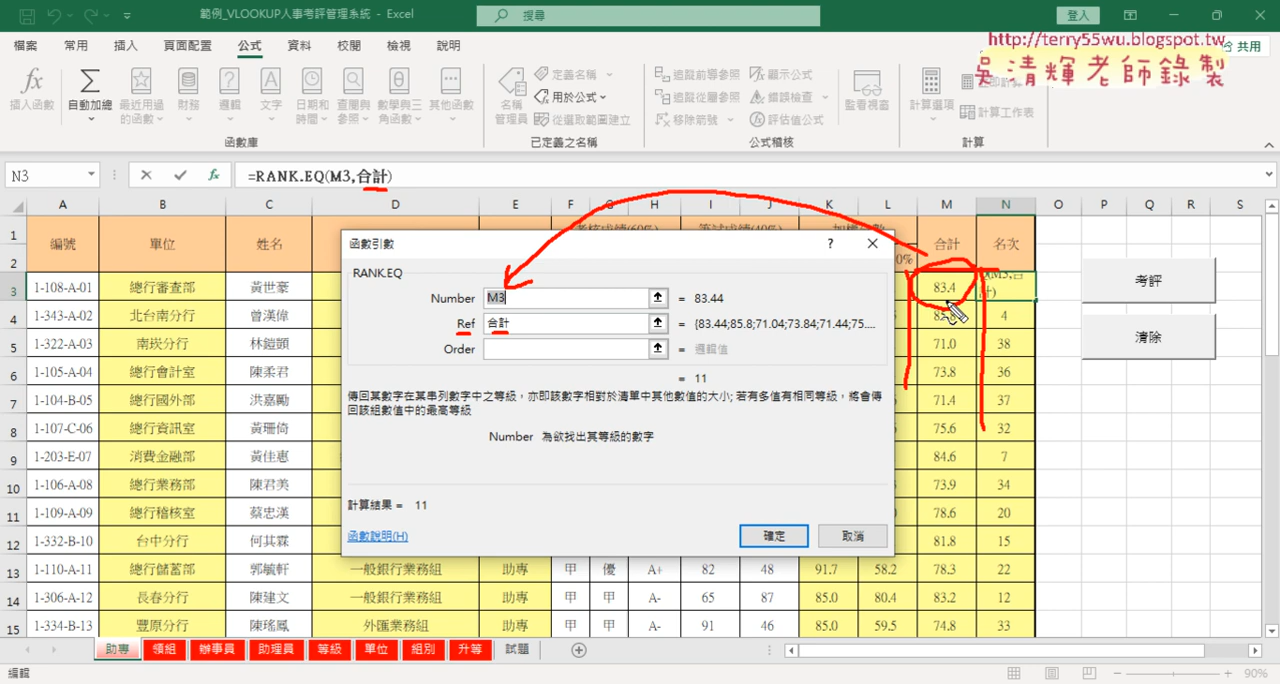 範例_VLOOKUP人事考評管理系統 - Excel
搜尋
登入
檔案 常用 插入 頁面配置 公式 資料 校閱 檢視 說明
共用
http://terry55wu.blogspot.tw
吳清輝老師錄製
插入函數 自動加總 最近用過的函數 財務 邏輯 文字 日期和時間 查閱與參照 數學與三角函數 其他函數
函數庫
名稱管理員 定義名稱 用於公式 從選取範圍建立
已定義之名稱
追蹤前導參照 追蹤從屬參照 移除箭號 顯示公式 錯誤檢查 評估值公式 監看視窗
公式稽核
計算選項 計算工作表
計算
N3 fx =RANK.EQ(M3,合計)
A B C D E F G H I J K L M N O P Q R S
編號 單位 姓名 合計 名次
0%
1 2
3 1-108-A-01 總行審查部 黃世豪 83.4 計)
4 1-343-A-02 北台南分行 曾漢偉 4
5 1-322-A-03 南崁分行 林鎧頤 71.0 38
6 1-105-A-04 總行會計室 陳柔君 73.8 36
7 1-104-B-05 總行國外部 洪嘉勵 71.4 37
8 1-107-C-06 總行資訊室 黃珊倚 75.6 32
9 1-203-E-07 消費金融部 黃佳惠 84.6 7
10 1-106-A-08 總行業務部 陳君美 73.9 34
11 1-109-A-09 總行稽核室 蔡忠漢 78.6 20
12 1-332-B-10 台中分行 何其霖 81.8 15
13 1-110-A-11 總行儲蓄部 郭毓軒 一般銀行業務組 助專 甲 優 A+ 82 48 91.7 58.2 78.3 22
14 1-306-A-12 長春分行 陳建文 一般銀行業務組 助專 甲 甲 A- 65 87 85.0 80.4 83.2 12
15 1-334-B-13 豐原分行 陳瑤鳳 外匯業務組 助專 甲 甲 A- 91 46 85.0 59.5 74.8 33
考評
清除
函數引數 ?
RANK.EQ
Number M3 = 83.44
Ref 合計 = {83.44;85.8;71.04;73.84;71.44;75....
Order = 邏輯值
= 11
傳回某數字在某串列數字中之等級，亦即該數字相對於清單中其他數值的大小; 若有多值有相同等級，將會傳
回該組數值中的最高等級
Number 為欲找出其等級的數字
計算結果 = 11
函數說明(H) 確定 取消
助專 領組 辦事員 助理員 等級 單位 組別 升等 試題
編輯 90%